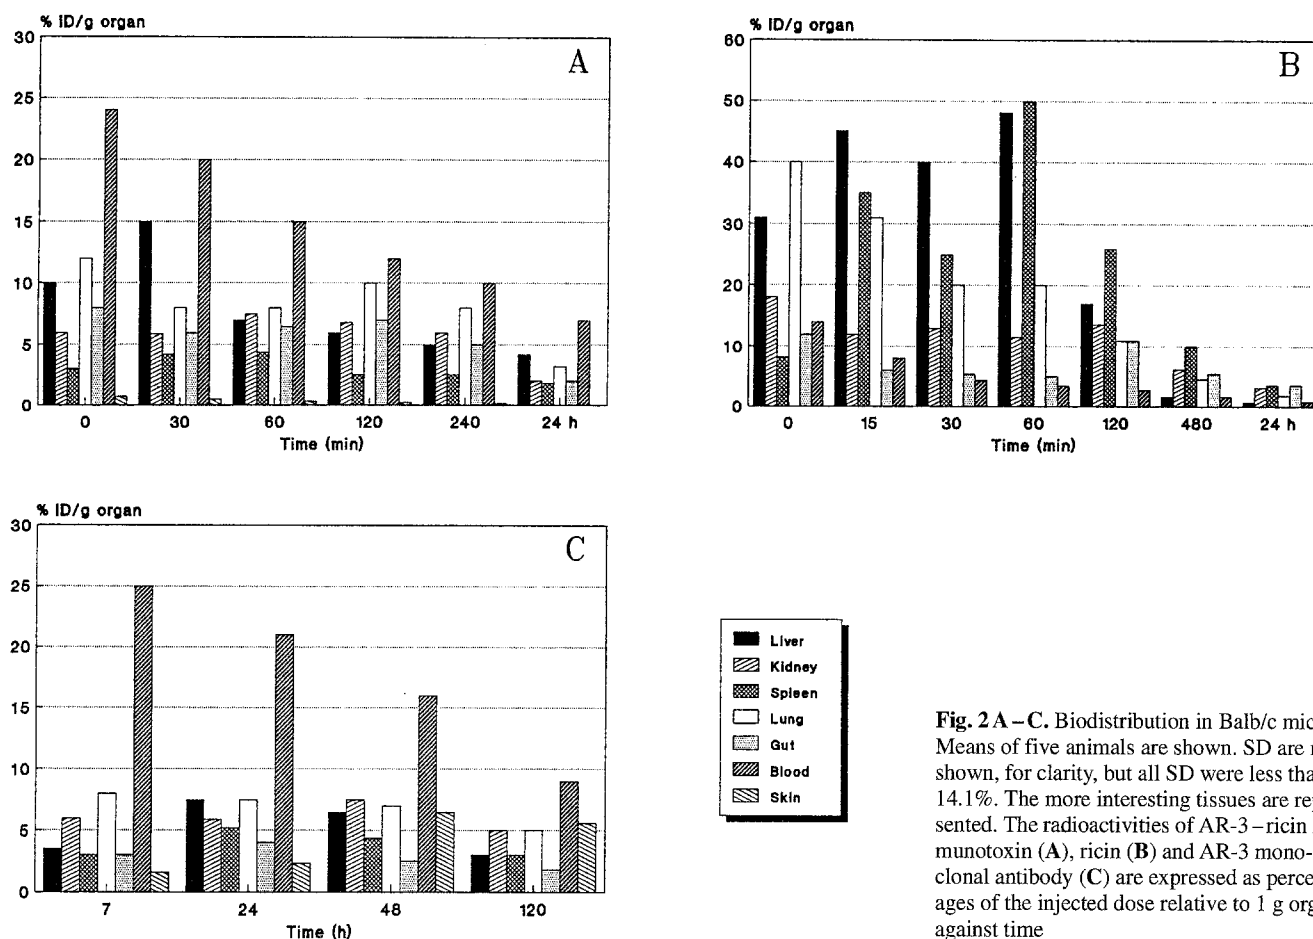 % ID/g organ
30
25
20
15
10
5
0
A
0 30 60 120 240 24 h
Time (min)
% ID/g organ
60
50
40
30
20
10
0
B
0 15 30 60 120 480 24 h
Time (min)
% ID/g organ
30
25
20
15
10
5
0
C
7 24 48 120
Time (h)
Liver
Kidney
Spleen
Lung
Gut
Blood
Skin
Fig. 2 A–C. Biodistribution in Balb/c mic
Means of five animals are shown. SD are
shown, for clarity, but all SD were less tha
14.1%. The more interesting tissues are re
sented. The radioactivities of AR-3–ricin
munotoxin (A), ricin (B) and AR-3 mono-
clonal antibody (C) are expressed as perce
ages of the injected dose relative to 1 g org
against time